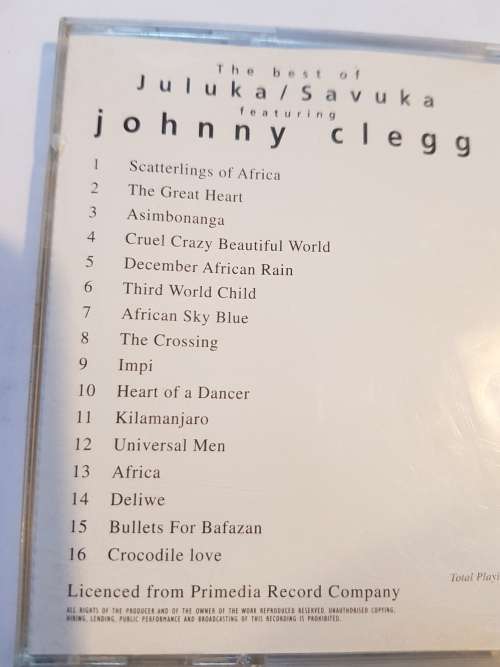 The best of
Juluka/Savuka
featuring
johnny clegg
1 Scatterlings of Africa
2 The Great Heart
3 Asimbonanga
4 Cruel Crazy Beautiful World
5 December African Rain
6 Third World Child
7 African Sky Blue
8 The Crossing
9 Impi
10 Heart of a Dancer
11 Kilamanjaro
12 Universal Men
13 Africa
14 Deliwe
15 Bullets For Bafazan
16 Crocodile love
Total Playi
Licenced from Primedia Record Company
ALL RIGHTS OF THE PRODUCER AND OF THE OWNER OF THE WORK REPRODUCED RESERVED. UNAUTHORISED COPYING,
HIRING, LENDING, PUBLIC PERFORMANCE AND BROADCASTING OF THIS RECORDING IS PROHIBITED.